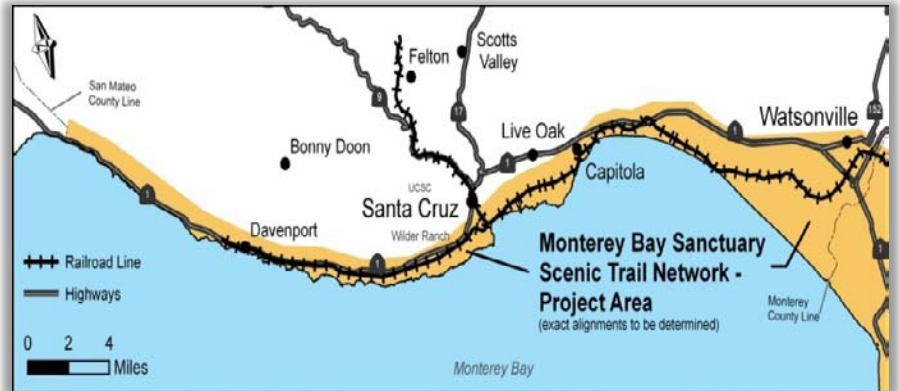 San Mateo
County Line
Felton
Scotts
Valley
9
17
152
Watsonville
Live Oak
1
1
Bonny Doon
Capitola
1
UCSC
Santa Cruz
Davenport
Wilder Ranch
1
1
Monterey Bay Sanctuary
Scenic Trail Network -
Project Area
(exact alignments to be determined)
Railroad Line
Highways
Monterey
County Line
0 2 4
Miles
Monterey Bay